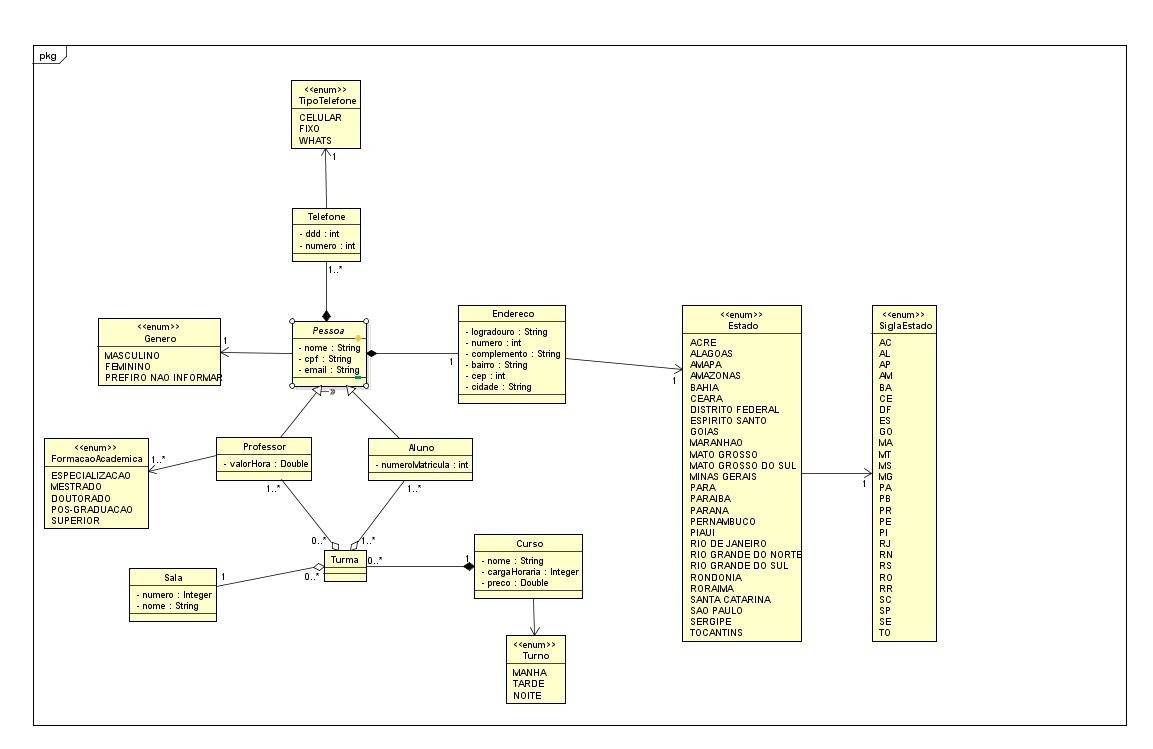 pkg
<<enum>>
TipoTelefone
CELULAR
FIXO
WHATS
1
Telefone
- ddd : int
- numero : int
1..*
<<enum>>
Genero
MASCULINO
FEMININO
PREFIRO NAO INFORMAR
1
Pessoa
- nome : String
- cpf : String
- email : String
1
Endereco
- logradouro : String
- numero : int
- complemento : String
- bairro : String
- cep : int
- cidade : String
1
<<enum>>
Estado
ACRE
ALAGOAS
AMAPA
AMAZONAS
BAHIA
CEARA
DISTRITO FEDERAL
ESPIRITO SANTO
GOIAS
MARANHAO
MATO GROSSO
MATO GROSSO DO SUL
MINAS GERAIS
PARA
PARAIBA
PARANA
PERNAMBUCO
PIAUI
RIO DE JANEIRO
RIO GRANDE DO NORTE
RIO GRANDE DO SUL
RONDONIA
RORAIMA
SANTA CATARINA
SAO PAULO
SERGIPE
TOCANTINS
1
<<enum>>
SiglaEstado
AC
AL
AP
AM
BA
CE
DF
ES
GO
MA
MT
MS
MG
PA
PB
PR
PE
PI
RJ
RN
RS
RO
RR
SC
SP
SE
TO
<<enum>>
FormacaoAcademica
ESPECIALIZACAO
MESTRADO
DOUTORADO
POS-GRADUACAO
SUPERIOR
1..*
Professor
- valorHora : Double
1..*
Aluno
- numeroMatricula : int
1..*
0..*
1..*
Turma
0..*
0..*
1
Sala
- numero : Integer
- nome : String
1
Curso
- nome : String
- cargaHoraria : Integer
- preco : Double
<<enum>>
Turno
MANHA
TARDE
NOITE